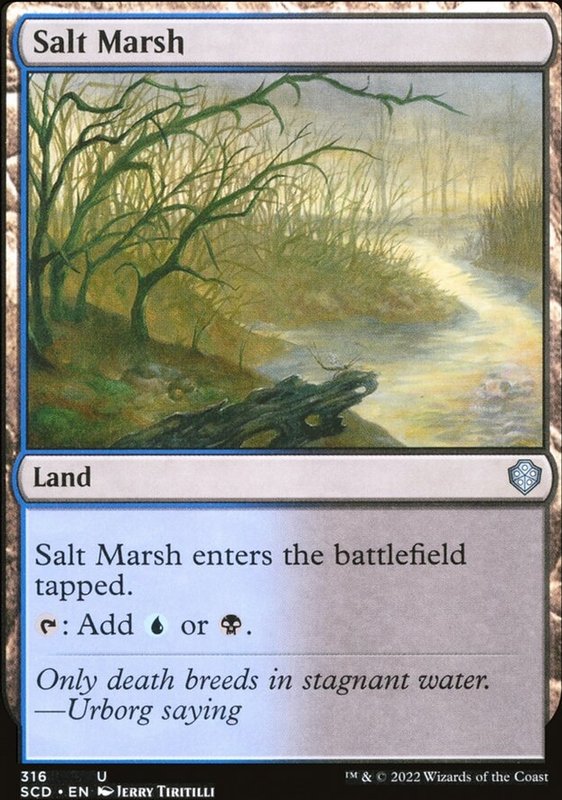 Salt Marsh
Land
Salt Marsh enters the battlefield
tapped.
: Add or .
Only death breeds in stagnant water.
—Urborg saying
316 U
SCD • EN Jerry Tiritilli
™ & © 2022 Wizards of the Coast